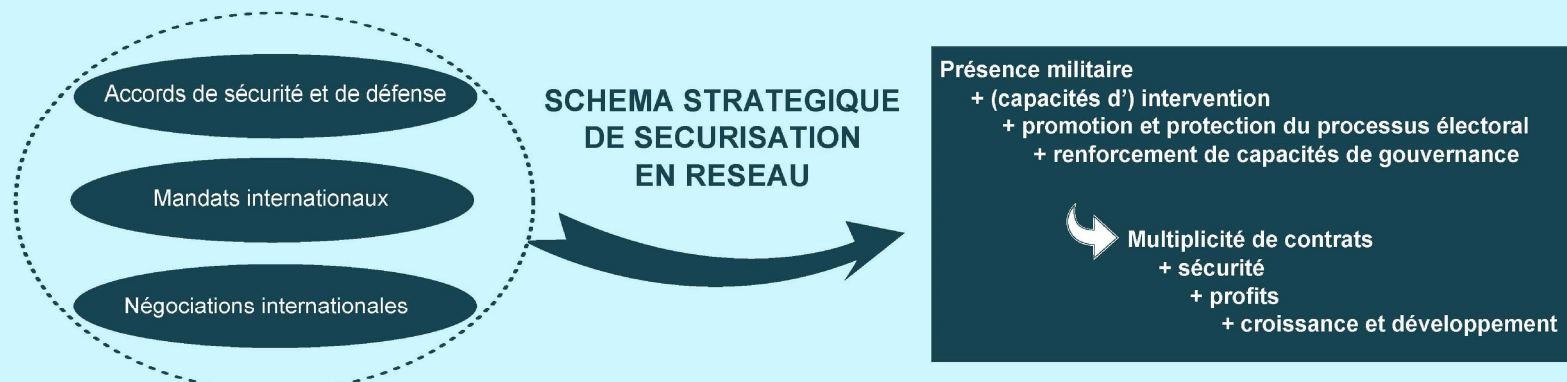 Accords de sécurité et de défense
Mandats internationaux
Négociations internationales
SCHEMA STRATEGIQUE
DE SECURISATION
EN RESEAU
Présence militaire
+ (capacités d’) intervention
+ promotion et protection du processus électoral
+ renforcement de capacités de gouvernance
Multiplicité de contrats
+ sécurité
+ profits
+ croissance et développement